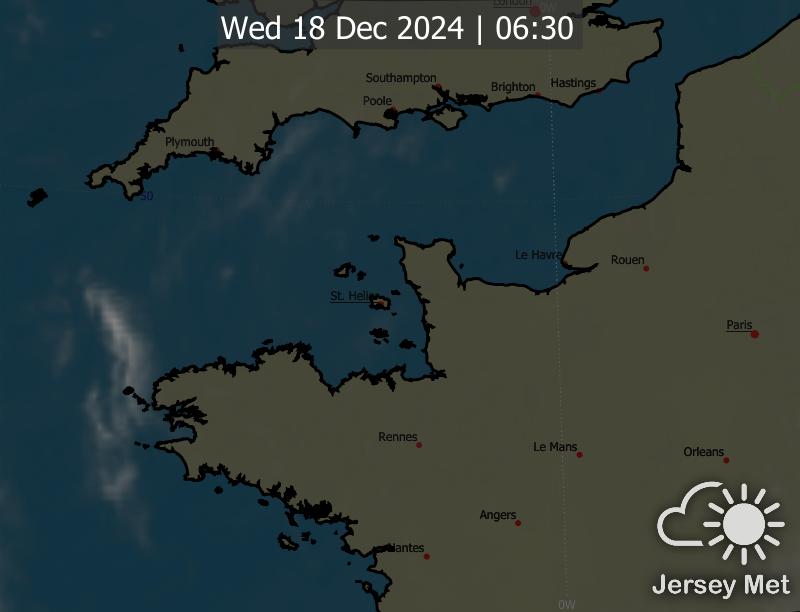 London
0W
Wed 18 Dec 2024 | 06:30
Southampton
Brighton
Hastings
Poole
Plymouth
50
Le Havre
Rouen
St. Helier
Paris
Rennes
Le Mans
Orleans
Angers
Nantes
Jersey Met
0W